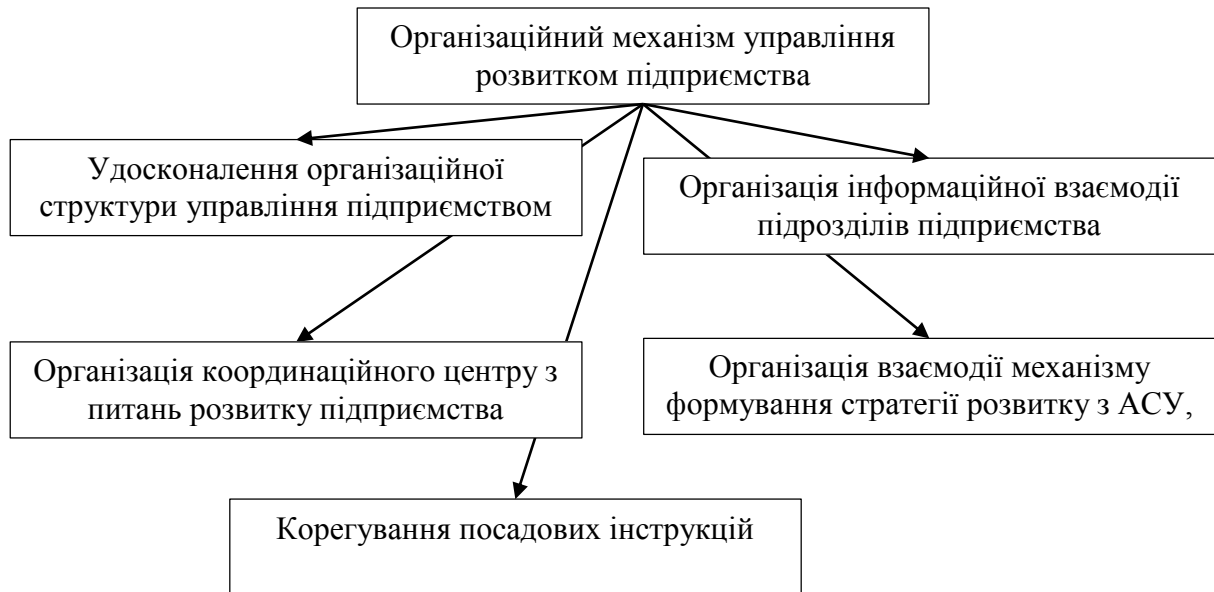 Організаційний механізм управління
розвитком підприємства
Удосконалення організаційної
структури управління підприємством
Організація інформаційної взаємодії
підрозділів підприємства
Організація координаційного центру з
питань розвитку підприємства
Організація взаємодії механізму
формування стратегії розвитку з АСУ,
Корегування посадових інструкцій